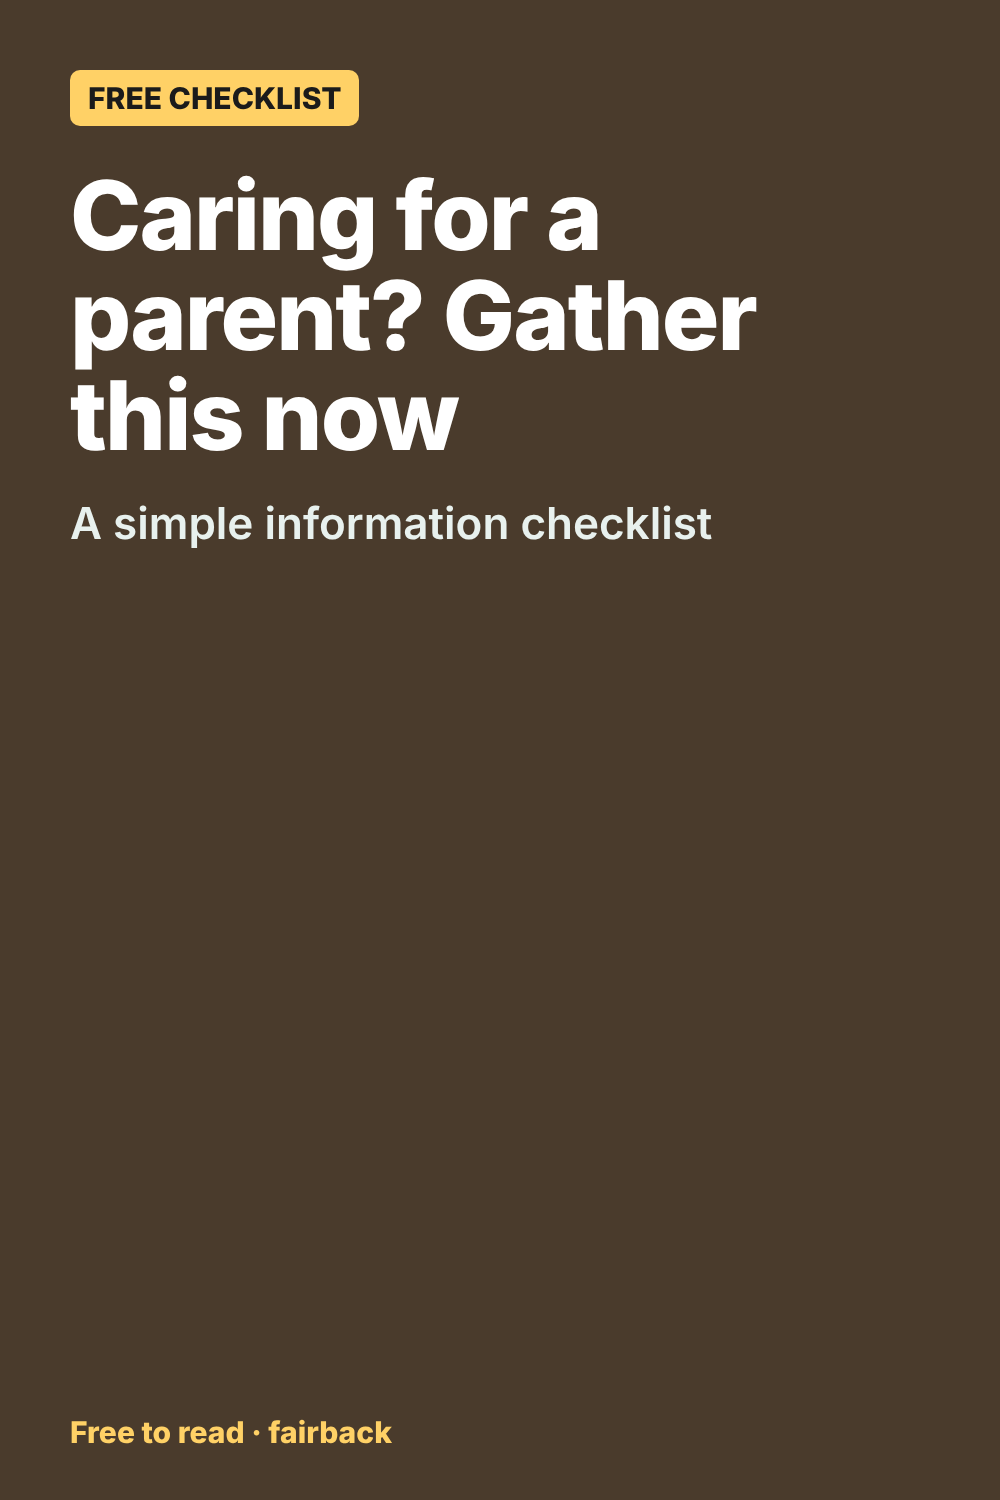 FREE CHECKLIST
Caring for a
parent? Gather
this now
A simple information checklist
Free to read · fairback